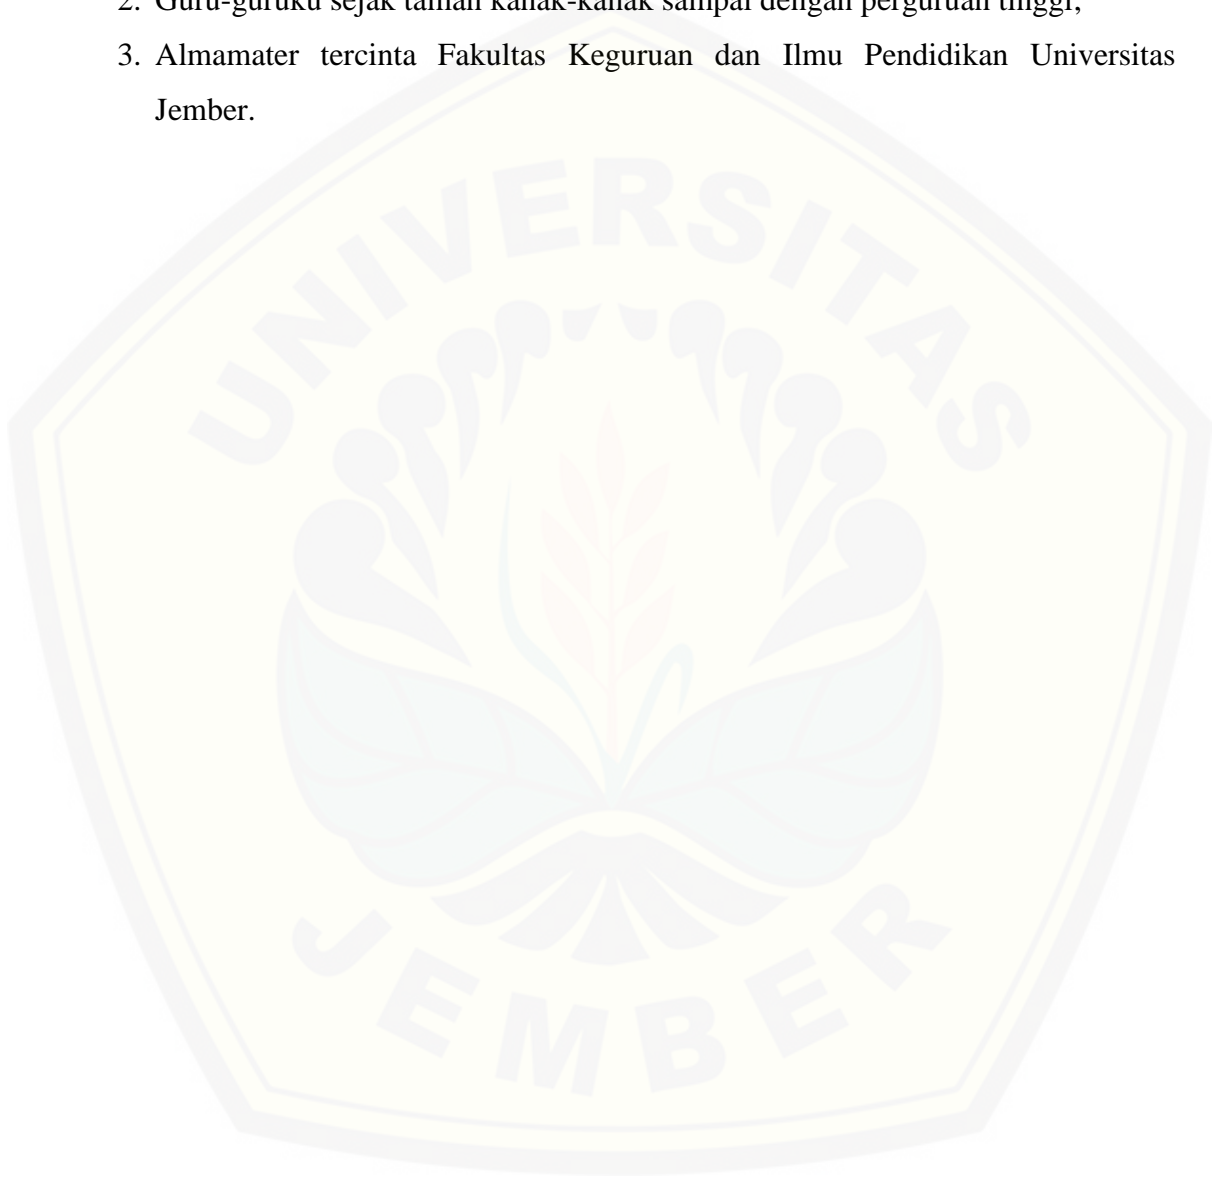 2. Guru-guruku sejak taman kanak-kanak sampai dengan perguruan tinggi;
3. Almamater tercinta Fakultas Keguruan dan Ilmu Pendidikan Universitas
Jember.
UNIVERSITAS
JEMBER